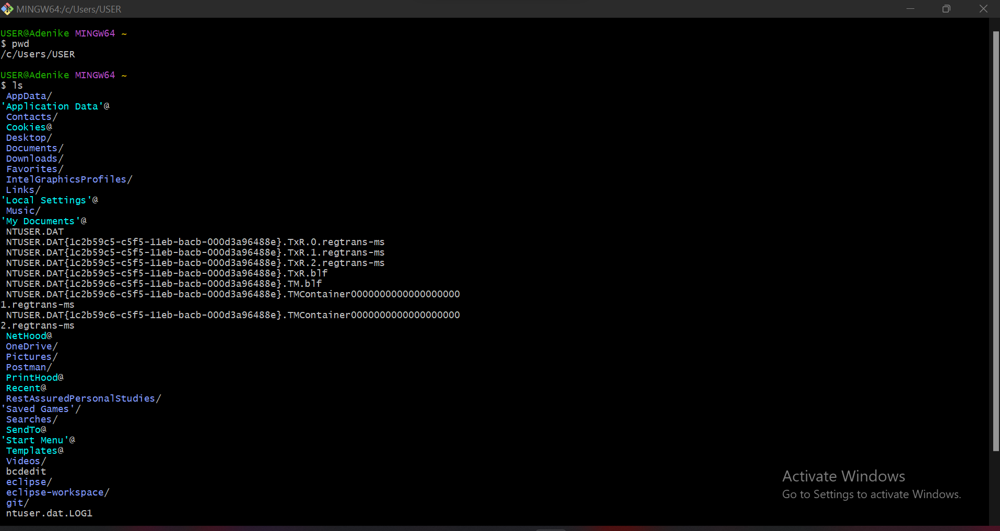 MINGW64:/c/Users/USER
USER@Adenike MINGW64 ~
$ pwd
/c/Users/USER
USER@Adenike MINGW64 ~
$ ls
AppData/
'Application Data'@
Contacts/
Cookies@
Desktop/
Documents/
Downloads/
Favorites/
IntelGraphicsProfiles/
Links/
'Local Settings'@
Music/
'My Documents'@
NTUSER.DAT
NTUSER.DAT{1c2b59c5-c5f5-11eb-bacb-000d3a96488e}.TxR.0.regtrans-ms
NTUSER.DAT{1c2b59c5-c5f5-11eb-bacb-000d3a96488e}.TxR.1.regtrans-ms
NTUSER.DAT{1c2b59c5-c5f5-11eb-bacb-000d3a96488e}.TxR.2.regtrans-ms
NTUSER.DAT{1c2b59c5-c5f5-11eb-bacb-000d3a96488e}.TxR.blf
NTUSER.DAT{1c2b59c6-c5f5-11eb-bacb-000d3a96488e}.TM.blf
NTUSER.DAT{1c2b59c6-c5f5-11eb-bacb-000d3a96488e}.TMContainer0000000000000000000
1.regtrans-ms
NTUSER.DAT{1c2b59c6-c5f5-11eb-bacb-000d3a96488e}.TMContainer0000000000000000000
2.regtrans-ms
NetHood@
OneDrive/
Pictures/
Postman/
PrintHood@
Recent@
RestAssuredPersonalStudies/
'Saved Games'/
Searches/
SendTo@
'Start Menu'@
Templates@
Videos/
bcdedit
eclipse/
eclipse-workspace/
git/
ntuser.dat.LOG1
Activate Windows
Go to Settings to activate Windows.